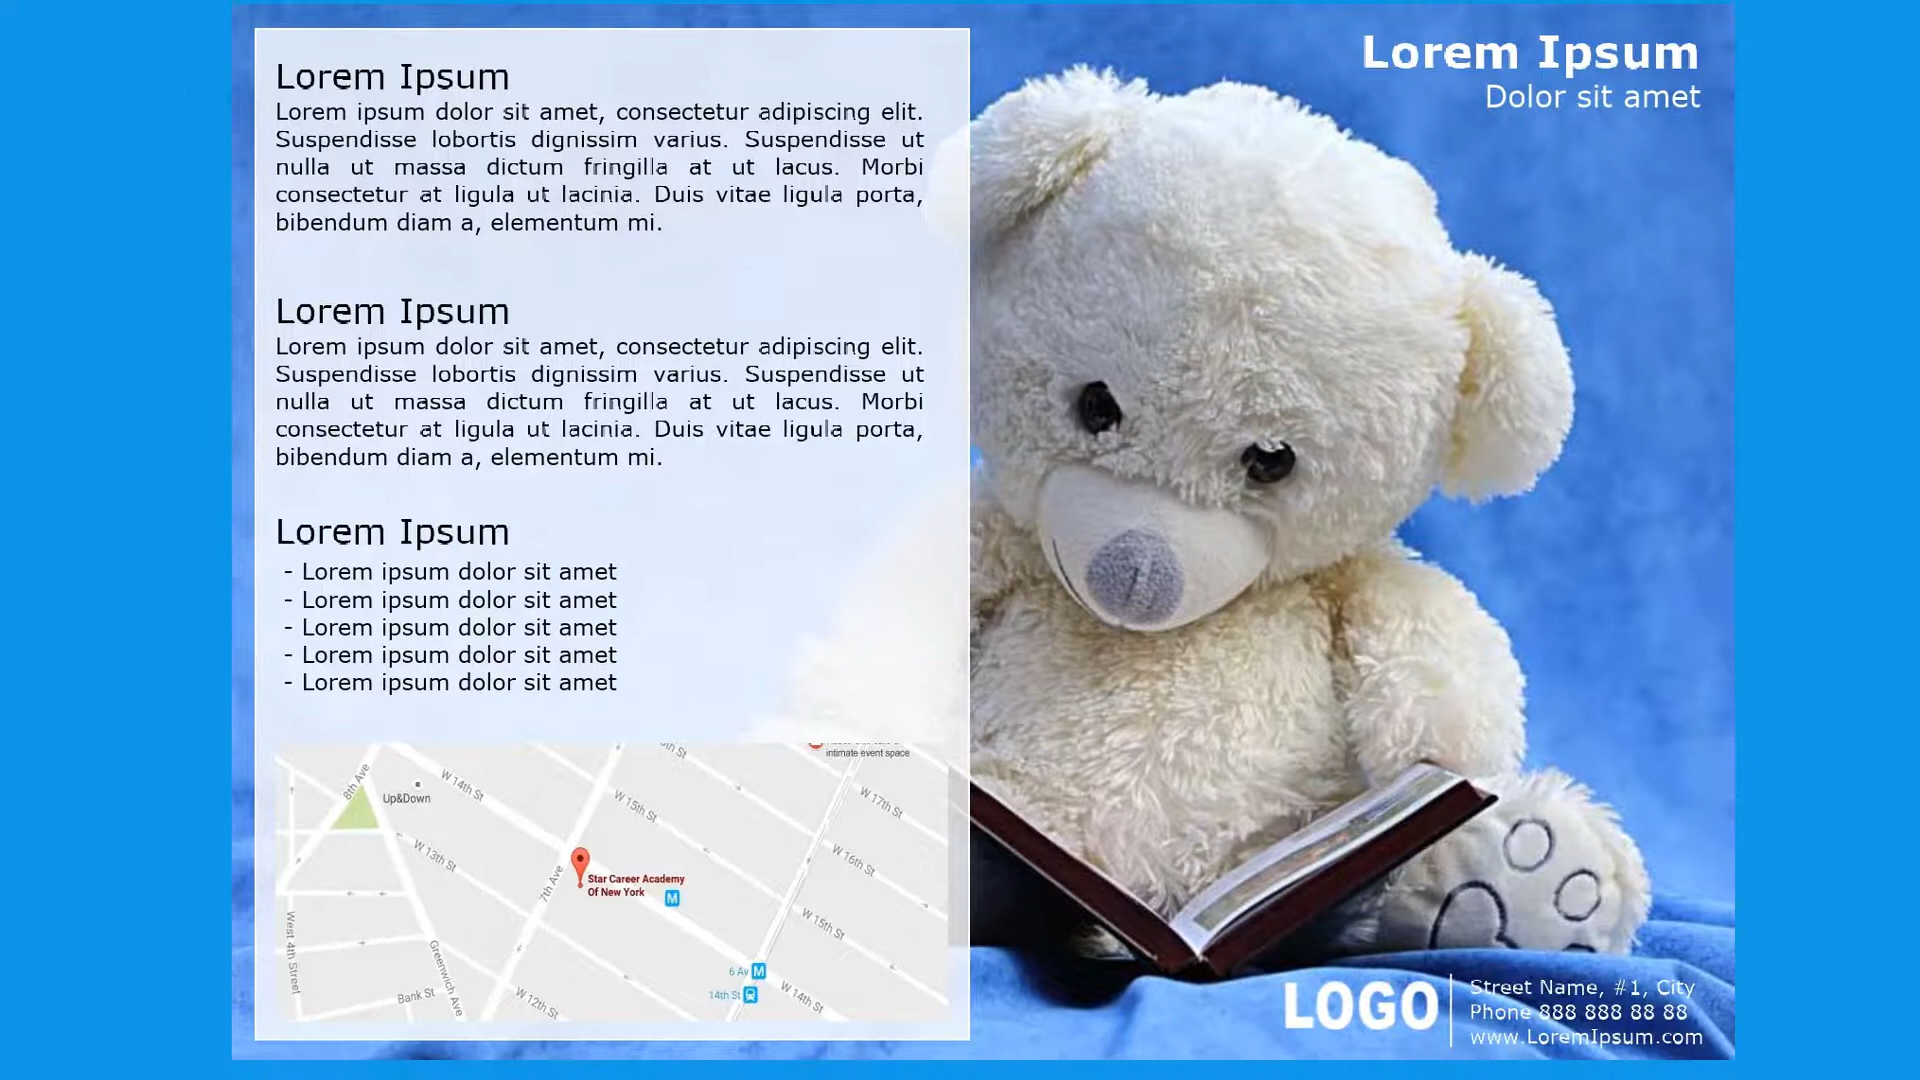 Lorem Ipsum
Lorem ipsum dolor sit amet, consectetur adipiscing elit.
Suspendisse lobortis dignissim varius. Suspendisse ut
nulla ut massa dictum fringilla at ut lacus. Morbi
consectetur at ligula ut lacinia. Duis vitae ligula porta,
bibendum diam a, elementum mi.
Lorem Ipsum
Lorem ipsum dolor sit amet, consectetur adipiscing elit.
Suspendisse lobortis dignissim varius. Suspendisse ut
nulla ut massa dictum fringilla at ut lacus. Morbi
consectetur at ligula ut lacinia. Duis vitae ligula porta,
bibendum diam a, elementum mi.
Lorem Ipsum
- Lorem ipsum dolor sit amet
- Lorem ipsum dolor sit amet
- Lorem ipsum dolor sit amet
- Lorem ipsum dolor sit amet
- Lorem ipsum dolor sit amet
intimate event space
8th Ave
Up&Down
W 14th St
W 15th St
W 17th St
W 13th St
W 16th St
7th Ave
Star Career Academy
Of New York
M
West 4th Street
W 15th St
Greenwich Ave
6 Av M
14th St
Bank St
W 12th St
W 14th St
Lorem Ipsum
Dolor sit amet
LOGO
Street Name, #1, City
Phone 888 888 88 88
www.LoremIpsum.com